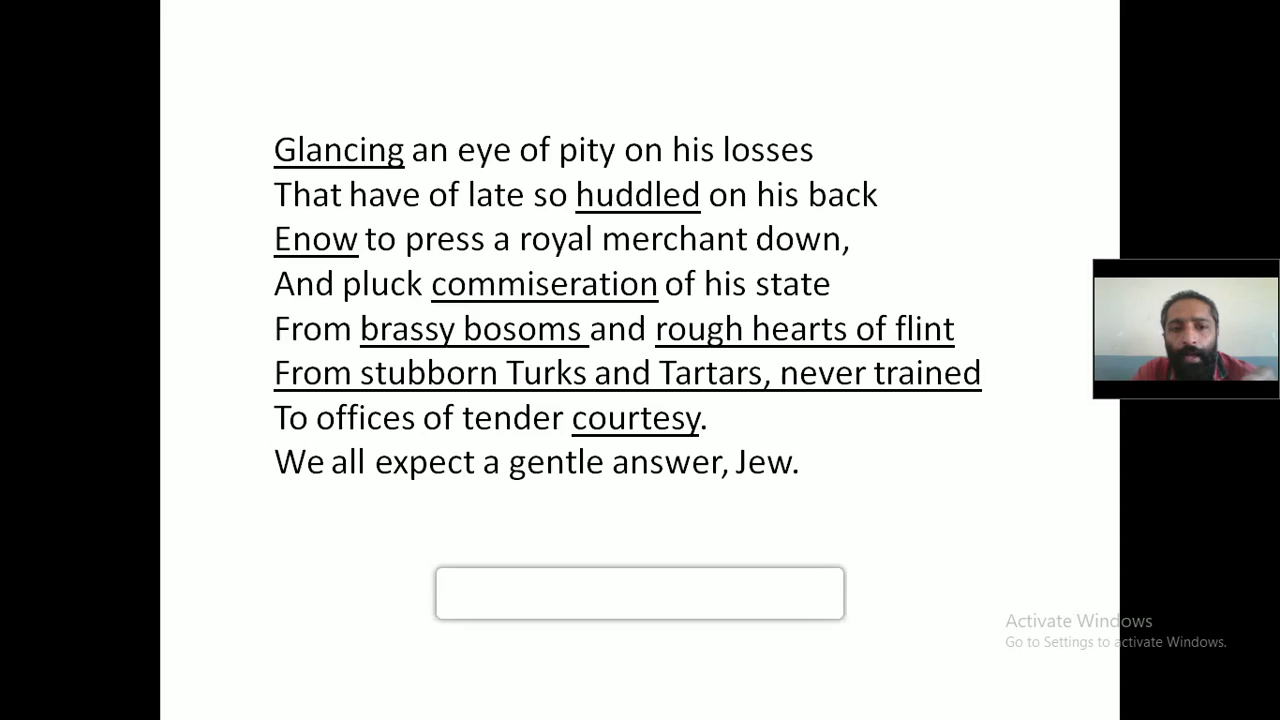 Glancing an eye of pity on his losses
That have of late so huddled on his back
Enow to press a royal merchant down,
And pluck commiseration of his state
From brassy bosoms and rough hearts of flint
From stubborn Turks and Tartars, never trained
To offices of tender courtesy.
We all expect a gentle answer, Jew.
Activate Windows
Go to Settings to activate Windows.